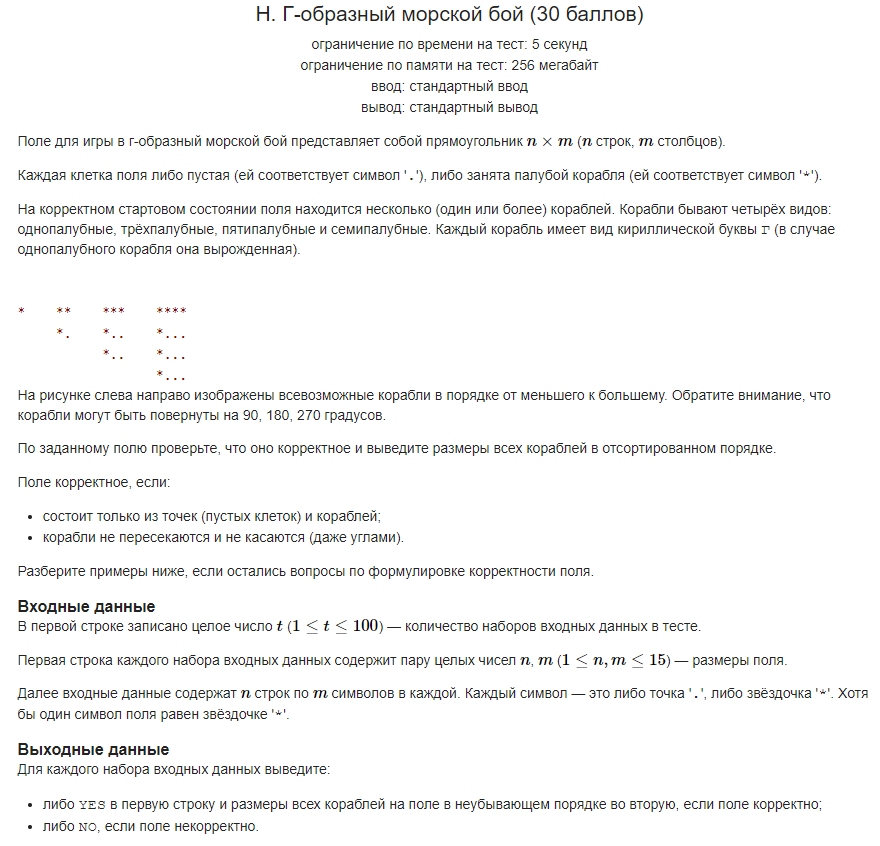 Н. Г-образный морской бой (30 баллов)
ограничение по времени на тест: 5 секунд
ограничение по памяти на тест: 256 мегабайт
ввод: стандартный ввод
вывод: стандартный вывод
Поле для игры в г-образный морской бой представляет собой прямоугольник n × m (n строк, m столбцов).
Каждая клетка поля либо пустая (ей соответствует символ '.'), либо занята палубой корабля (ей соответствует символ '*').
На корректном стартовом состоянии поля находится несколько (один или более) кораблей. Корабли бывают четырёх видов:
однопалубные, трёхпалубные, пятипалубные и семипалубные. Каждый корабль имеет вид кириллической буквы г (в случае
однопалубного корабля она вырожденная).
*    **    ***    ****
     *.    *..    *...
           *..    *...
                  *...
На рисунке слева направо изображены всевозможные корабли в порядке от меньшего к большему. Обратите внимание, что
корабли могут быть повернуты на 90, 180, 270 градусов.
По заданному полю проверьте, что оно корректное и выведите размеры всех кораблей в отсортированном порядке.
Поле корректное, если:
• состоит только из точек (пустых клеток) и кораблей;
• корабли не пересекаются и не касаются (даже углами).
Разберите примеры ниже, если остались вопросы по формулировке корректности поля.
Входные данные
В первой строке записано целое число t (1 ≤ t ≤ 100) — количество наборов входных данных в тесте.
Первая строка каждого набора входных данных содержит пару целых чисел n, m (1 ≤ n, m ≤ 15) — размеры поля.
Далее входные данные содержат n строк по m символов в каждой. Каждый символ — это либо точка '.', либо звёздочка '*'. Хотя
бы один символ поля равен звёздочке '*'.
Выходные данные
Для каждого набора входных данных выведите:
• либо YES в первую строку и размеры всех кораблей на поле в неубывающем порядке во вторую, если поле корректно;
• либо NO, если поле некорректно.